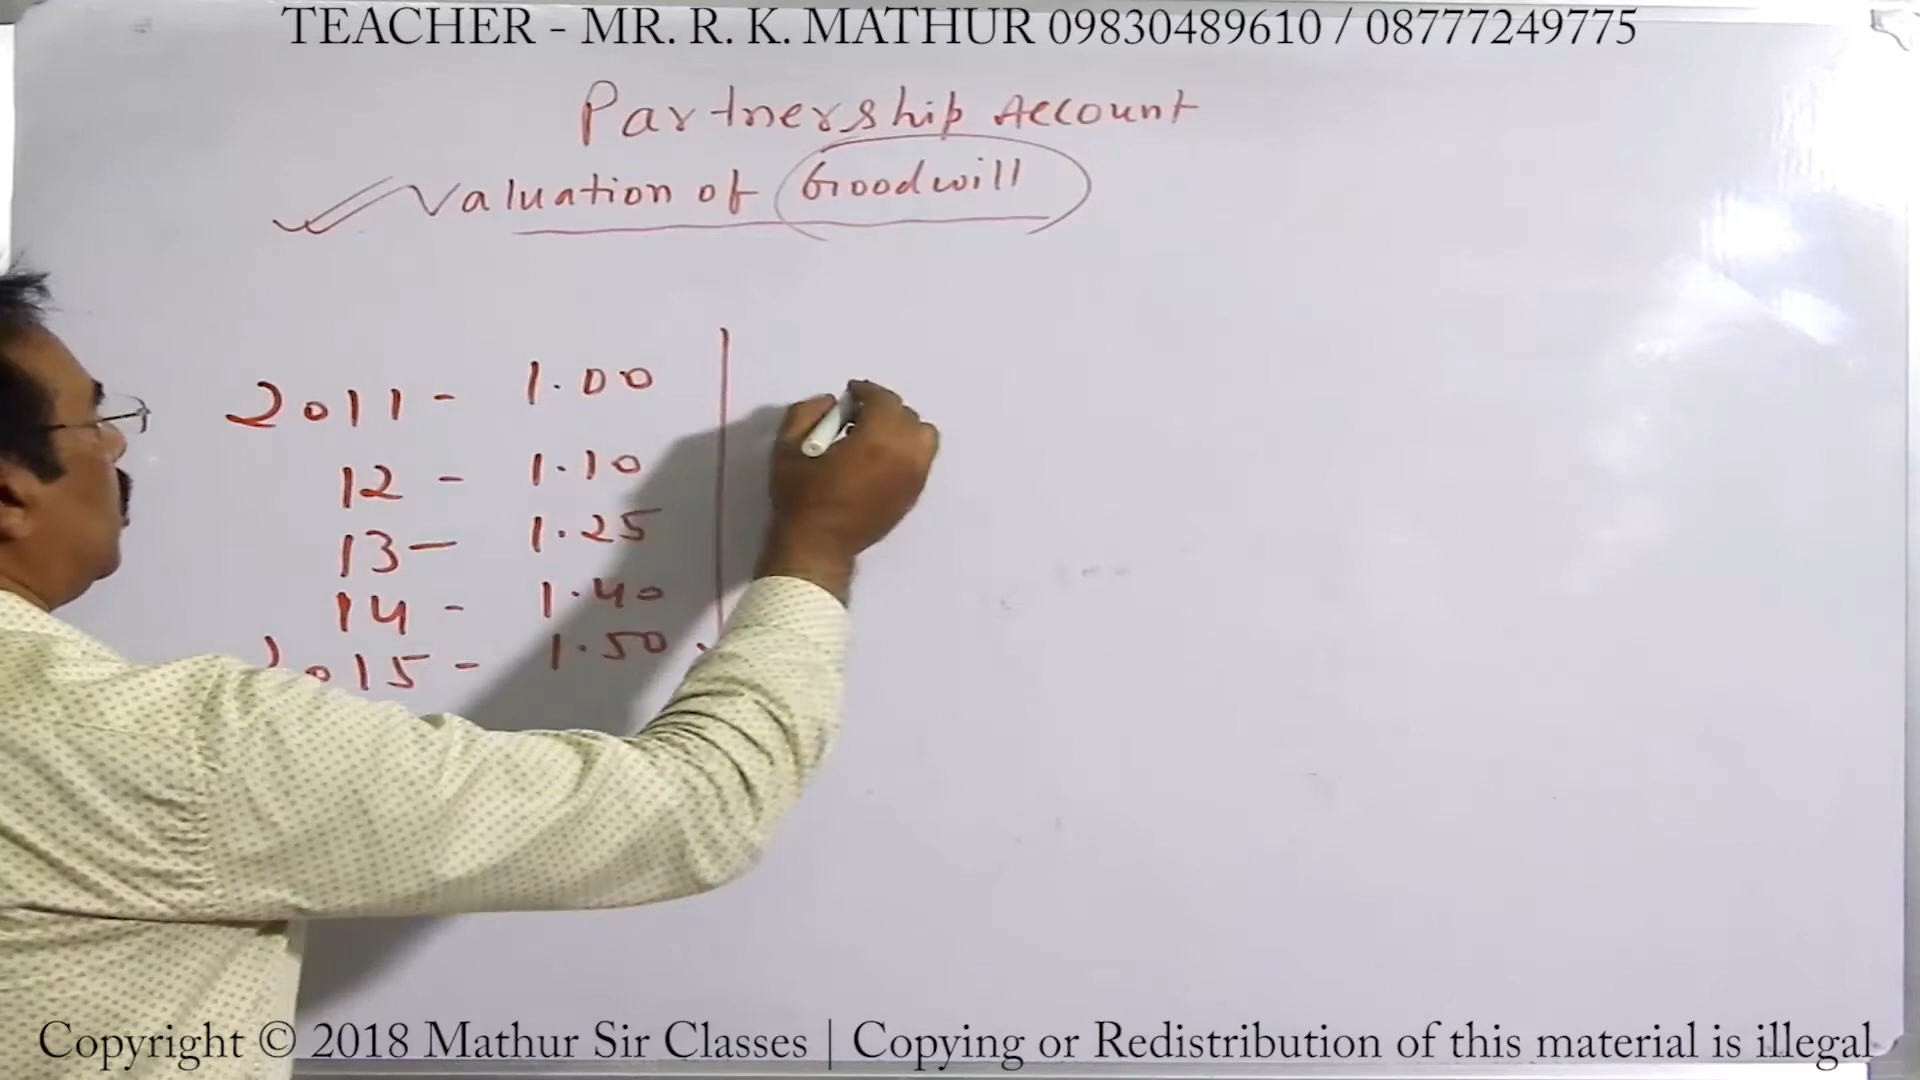 TEACHER - MR. R. K. MATHUR 09830489610 / 08777249775
Partnership Account
Valuation of Goodwill
2011 - 1.00
12 - 1.10
13 - 1.25
14 - 1.40
2015 - 1.50
Copyright © 2018 Mathur Sir Classes | Copying or Redistribution of this material is illegal